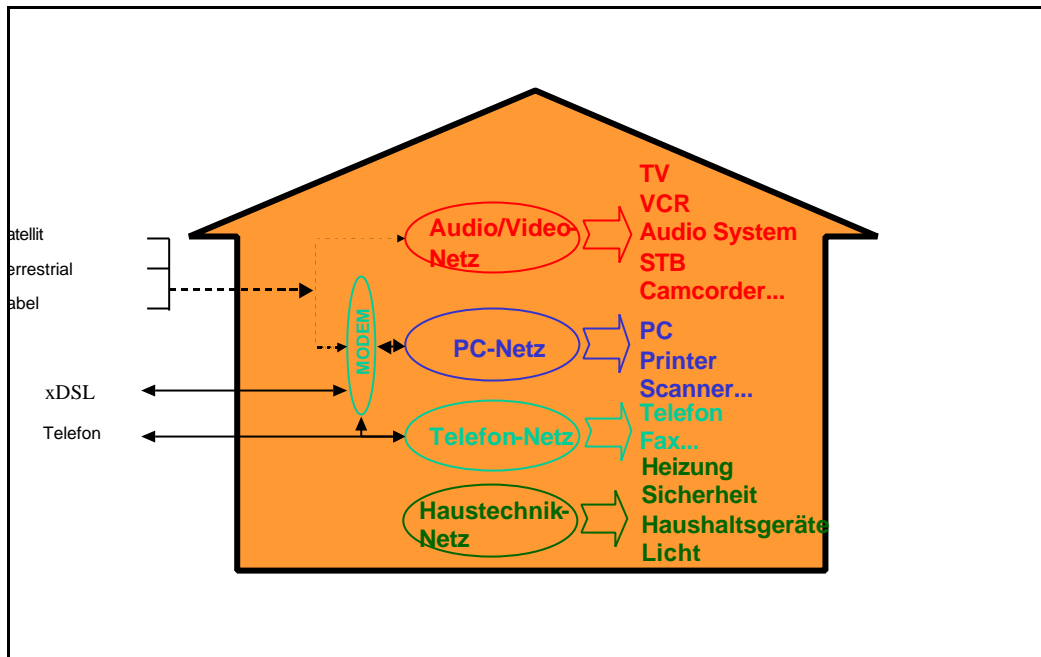 atellit
errestrial
abel
xDSL
Telefon
MODEM
Audio/Video-
Netz
TV
VCR
Audio System
STB
Camcorder...
PC-Netz
PC
Printer
Scanner...
Telefon-Netz
Telefon
Fax...
Haustechnik-
Netz
Heizung
Sicherheit
Haushaltsgeräte
Licht